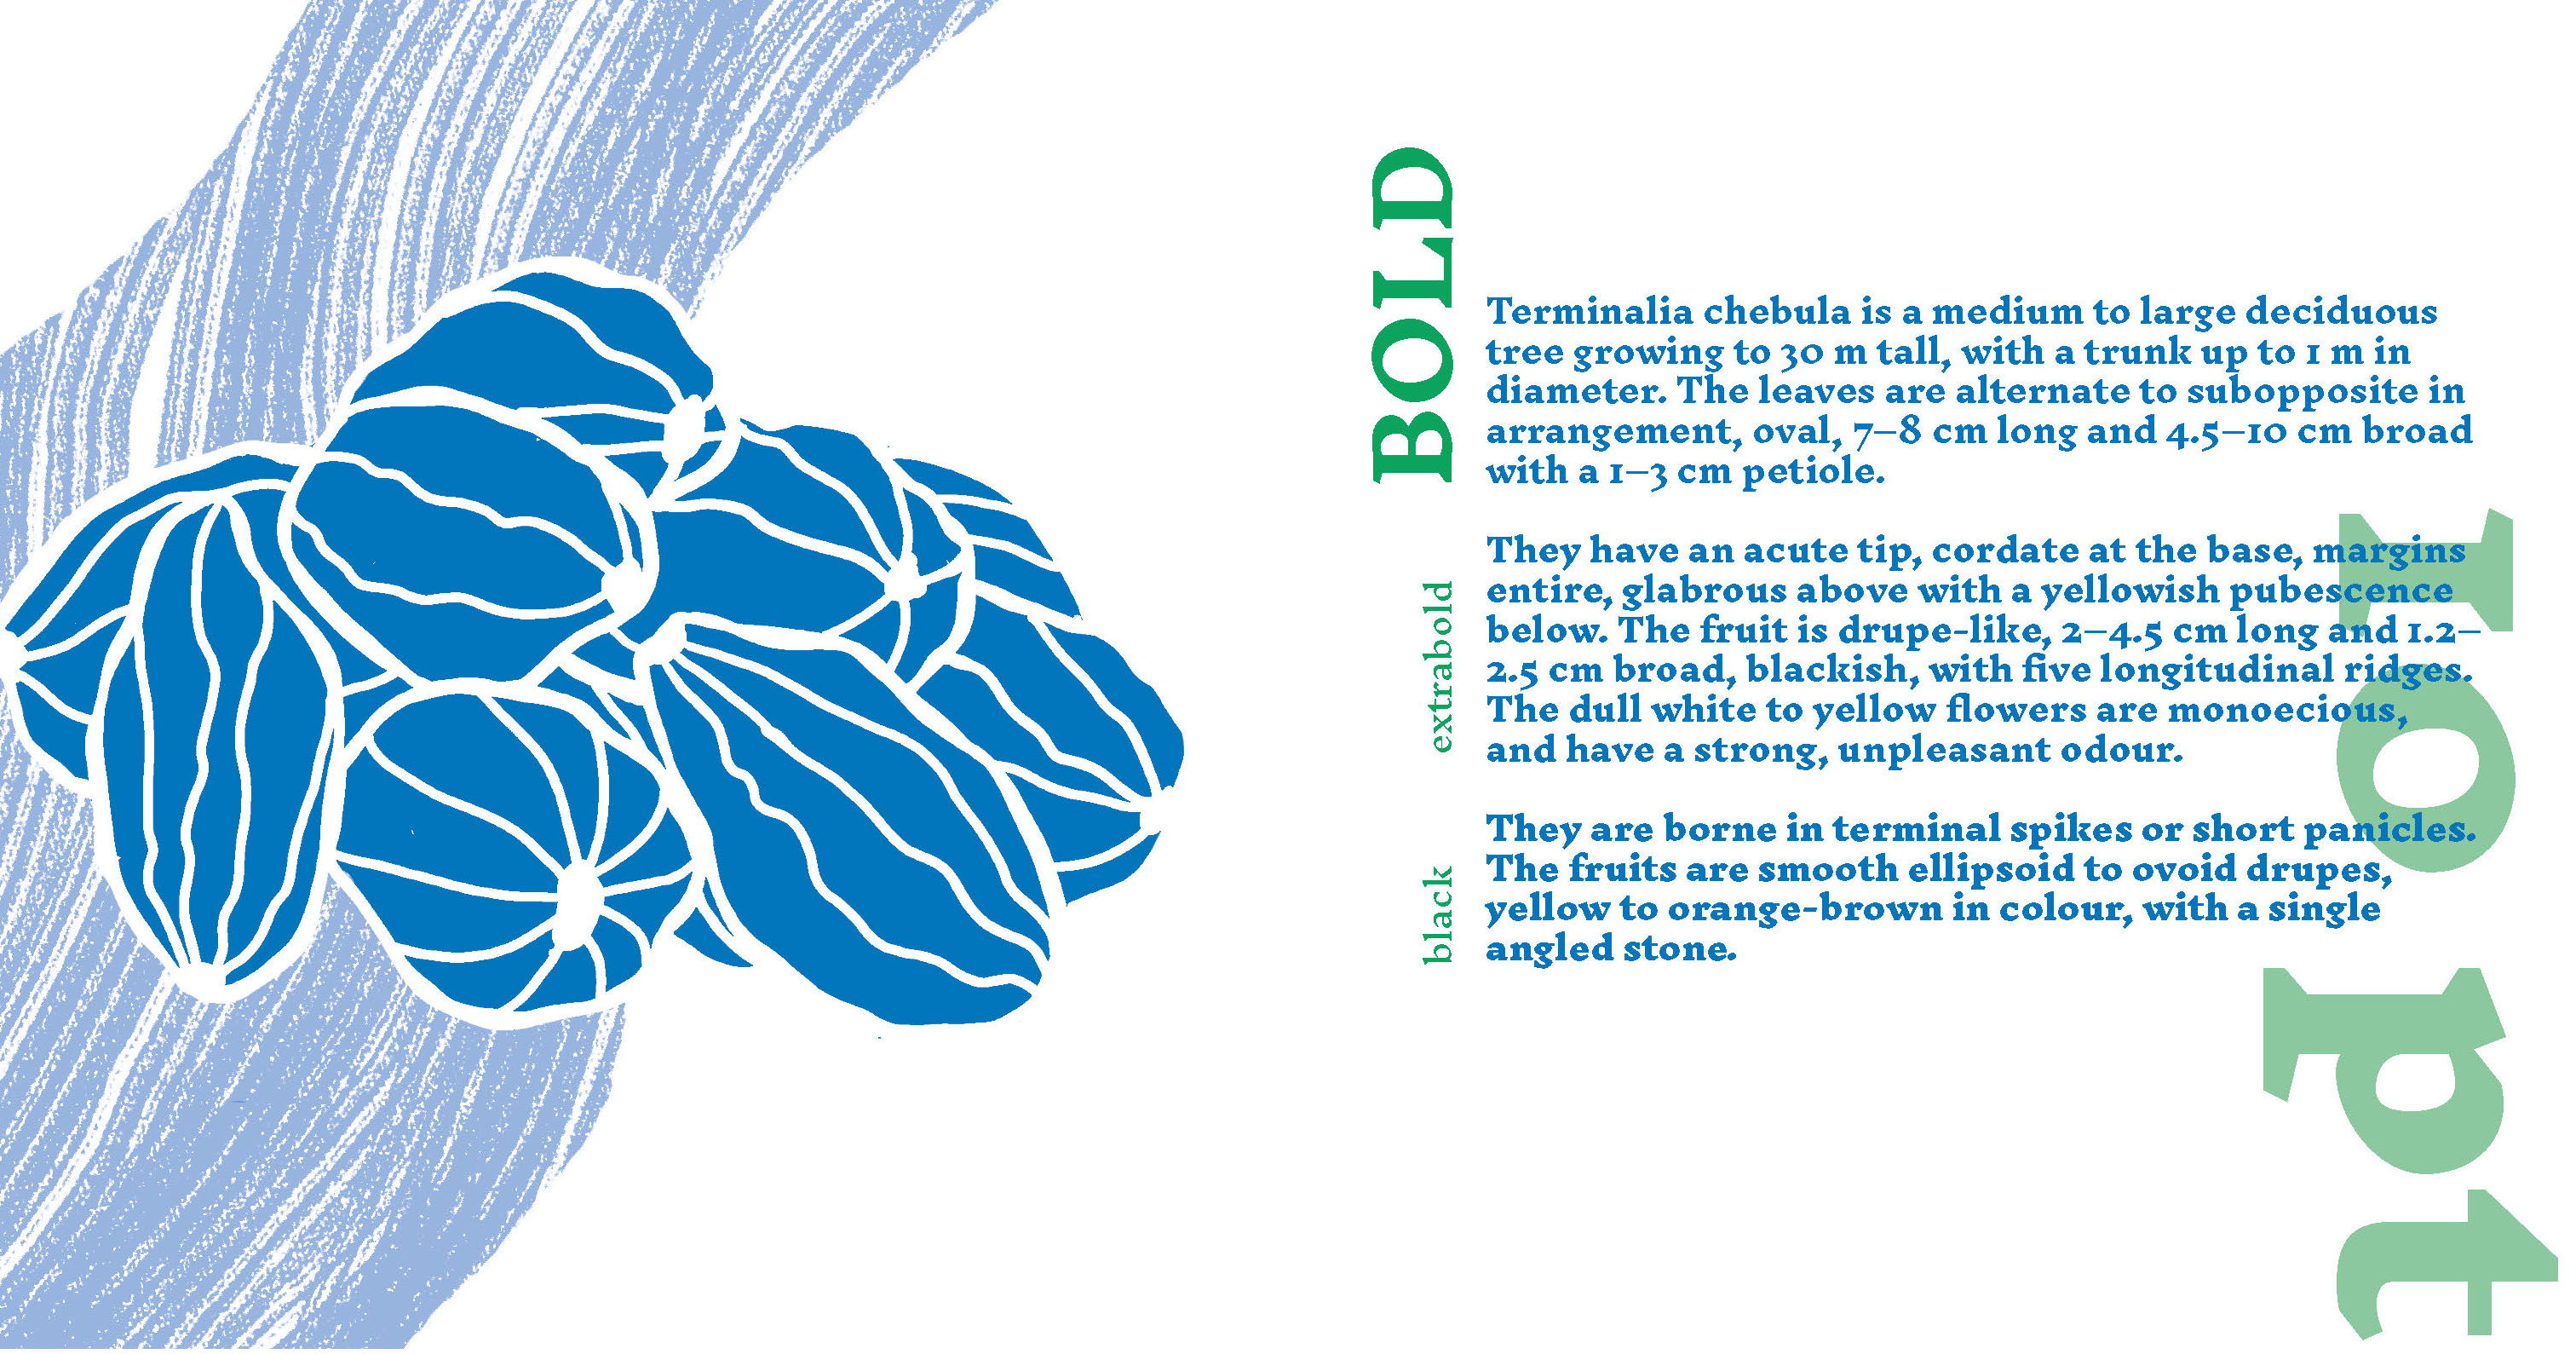 BOLD
Terminalia chebula is a medium to large deciduous
tree growing to 30 m tall, with a trunk up to 1 m in
diameter. The leaves are alternate to subopposite in
arrangement, oval, 7–8 cm long and 4.5–10 cm broad
with a 1–3 cm petiole.
extrabold
They have an acute tip, cordate at the base, margins
entire, glabrous above with a yellowish pubescence
below. The fruit is drupe-like, 2–4.5 cm long and 1.2–
2.5 cm broad, blackish, with five longitudinal ridges.
The dull white to yellow flowers are monoecious,
and have a strong, unpleasant odour.
black
They are borne in terminal spikes or short panicles.
The fruits are smooth ellipsoid to ovoid drupes,
yellow to orange-brown in colour, with a single
angled stone.
10 pt